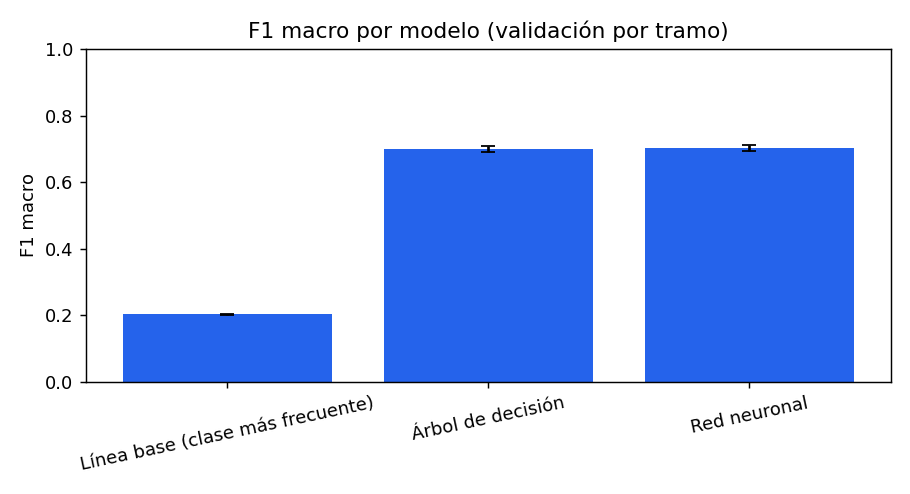 F1 macro por modelo (validación por tramo)
1.0
0.8
0.6
0.4
0.2
0.0
F1 macro
Línea base (clase más frecuente)
Árbol de decisión
Red neuronal